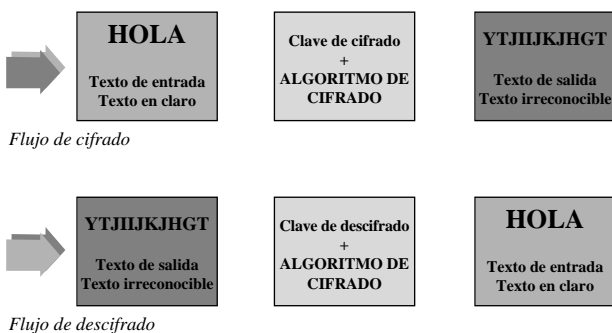 HOLA
Texto de entrada
Texto en claro
Clave de cifrado
+
ALGORITMO DE
CIFRADO
YTJIIJKJHGT
Texto de salida
Texto irreconocible
Flujo de cifrado
YTJIIJKJHGT
Texto de salida
Texto irreconocible
Clave de descifrado
+
ALGORITMO DE
CIFRADO
HOLA
Texto de entrada
Texto en claro
Flujo de descifrado